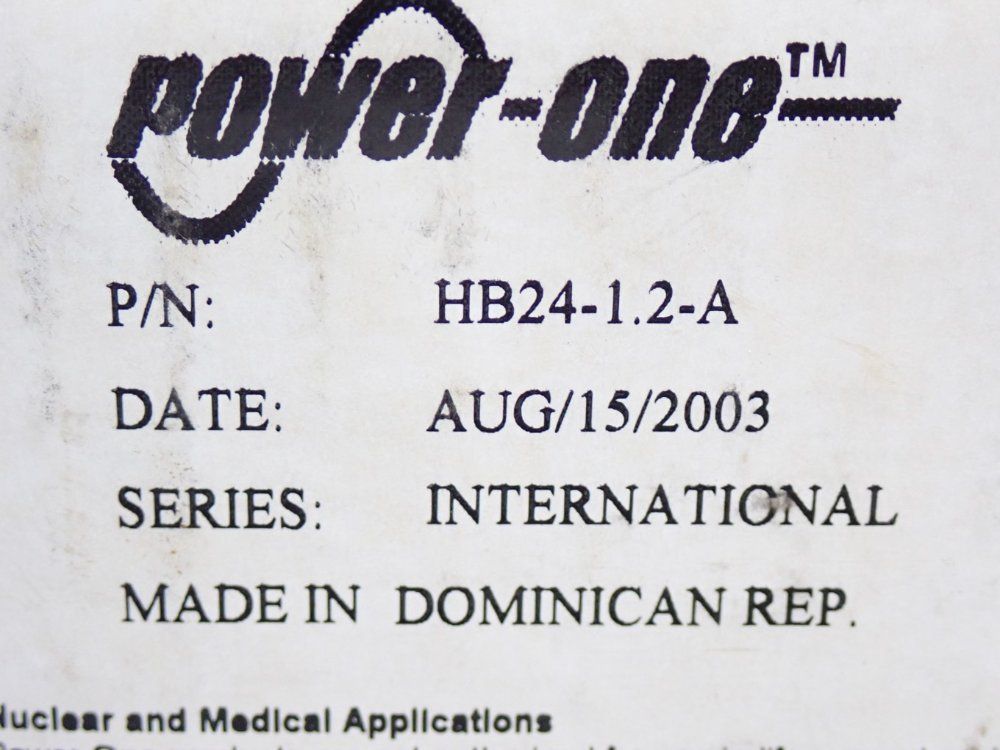 power-one™
P/N: HB24-1.2-A
DATE: AUG/15/2003
SERIES: INTERNATIONAL
MADE IN DOMINICAN REP.
Nuclear and Medical Applications